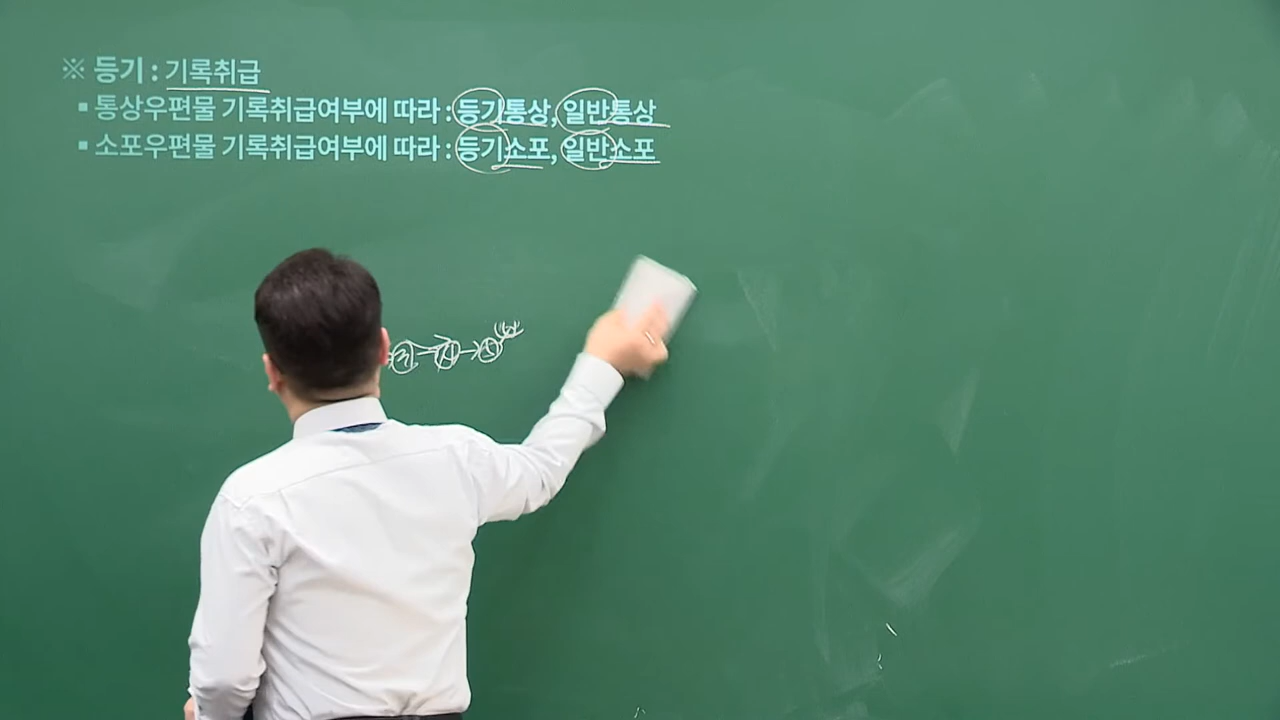 ※ 등기 : 기록취급
▪ 통상우편물 기록취급여부에 따라 : 등기통상, 일반통상
▪ 소포우편물 기록취급여부에 따라 : 등기소포, 일반소포